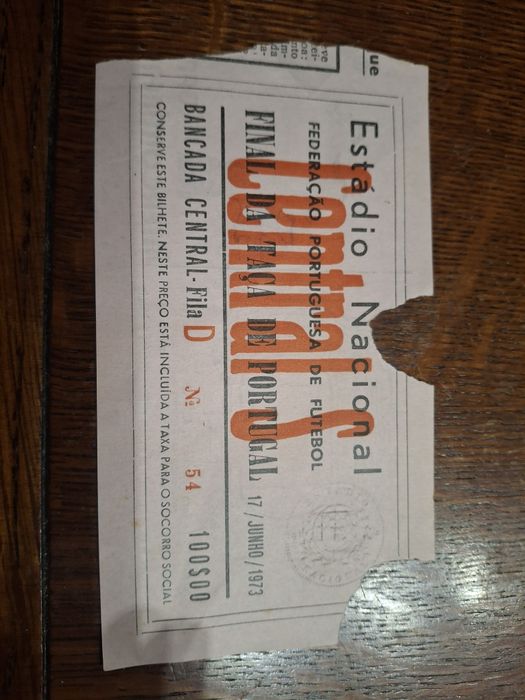 Estádio Nacional
FEDERAÇÃO PORTUGUESA DE FUTEBOL
Central S
FINAL DA TAÇA DE PORTUGAL 17/JUNHO/1973
BANCADA CENTRAL-Fila D Nº 54 100$00
CONSERVE ESTE BILHETE. NESTE PREÇO ESTÁ INCLUÍDA A TAXA PARA O SOCORRO SOCIAL